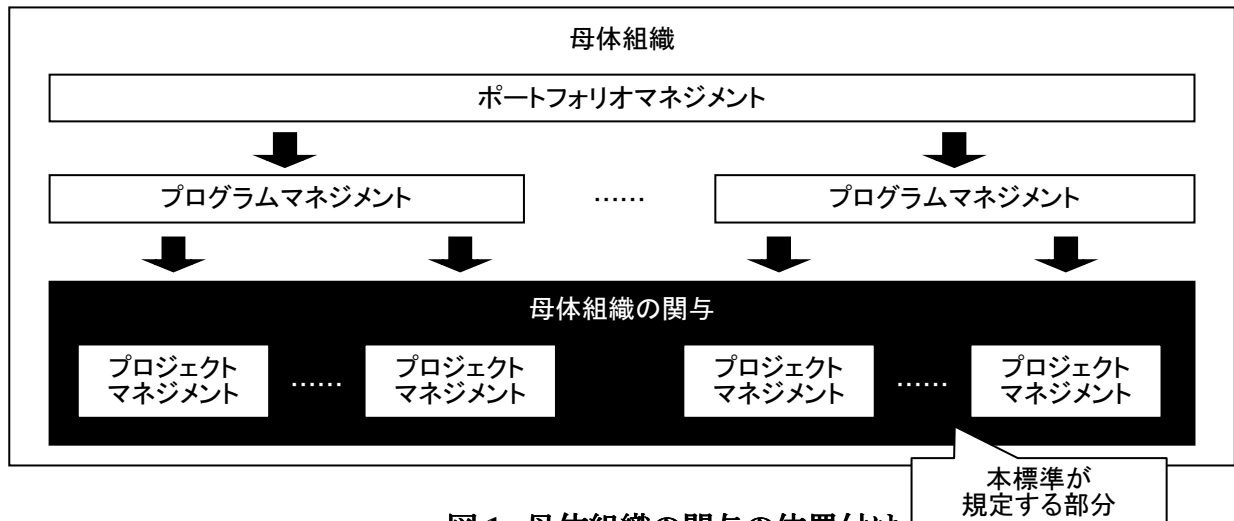 母体組織
ポートフォリオマネジメント
プログラムマネジメント
……
プログラムマネジメント
母体組織の関与
プロジェクト
マネジメント
……
プロジェクト
マネジメント
プロジェクト
マネジメント
……
プロジェクト
マネジメント
本標準が
規定する部分
図1 母体組織の関与の位置付け